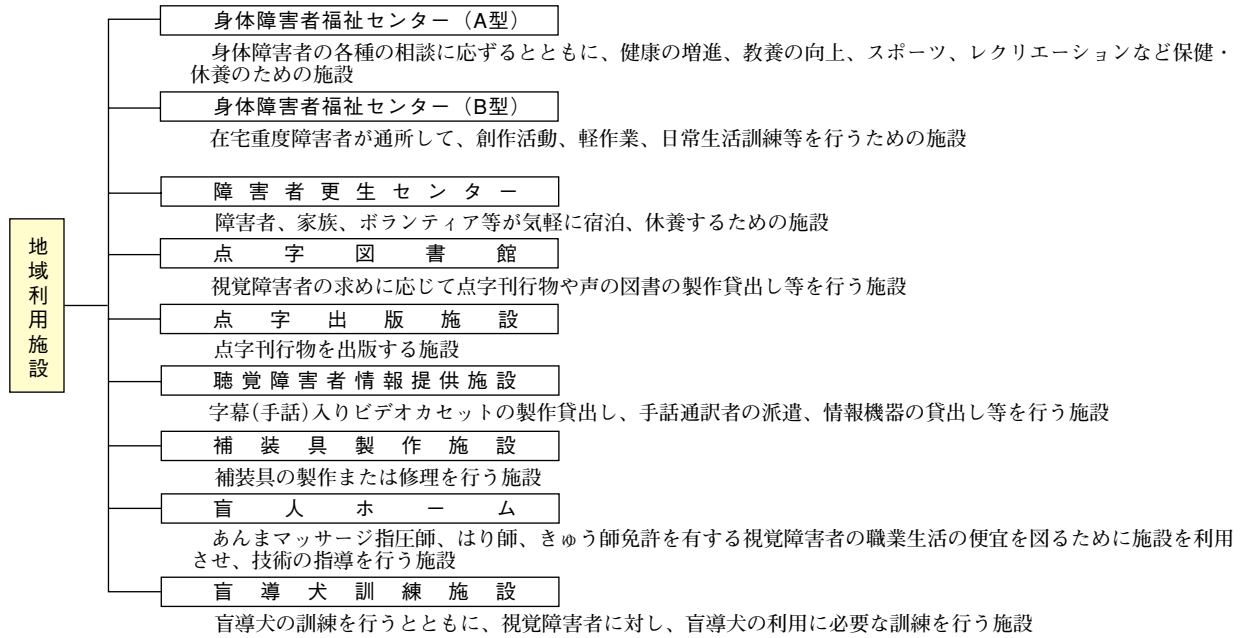 地域利用施設
身体障害者福祉センター（A型）
身体障害者の各種の相談に応ずるとともに、健康の増進、教養の向上、スポーツ、レクリエーションなど保健・
休養のための施設
身体障害者福祉センター（B型）
在宅重度障害者が通所して、創作活動、軽作業、日常生活訓練等を行うための施設
障害者更生センター
障害者、家族、ボランティア等が気軽に宿泊、休養するための施設
点字図書館
視覚障害者の求めに応じて点字刊行物や声の図書の製作貸出し等を行う施設
点字出版施設
点字刊行物を出版する施設
聴覚障害者情報提供施設
字幕(手話)入りビデオカセットの製作貸出し、手話通訳者の派遣、情報機器の貸出し等を行う施設
補装具製作施設
補装具の製作または修理を行う施設
盲人ホーム
あんまマッサージ指圧師、はり師、きゅう師免許を有する視覚障害者の職業生活の便宜を図るために施設を利用
させ、技術の指導を行う施設
盲導犬訓練施設
盲導犬の訓練を行うとともに、視覚障害者に対し、盲導犬の利用に必要な訓練を行う施設